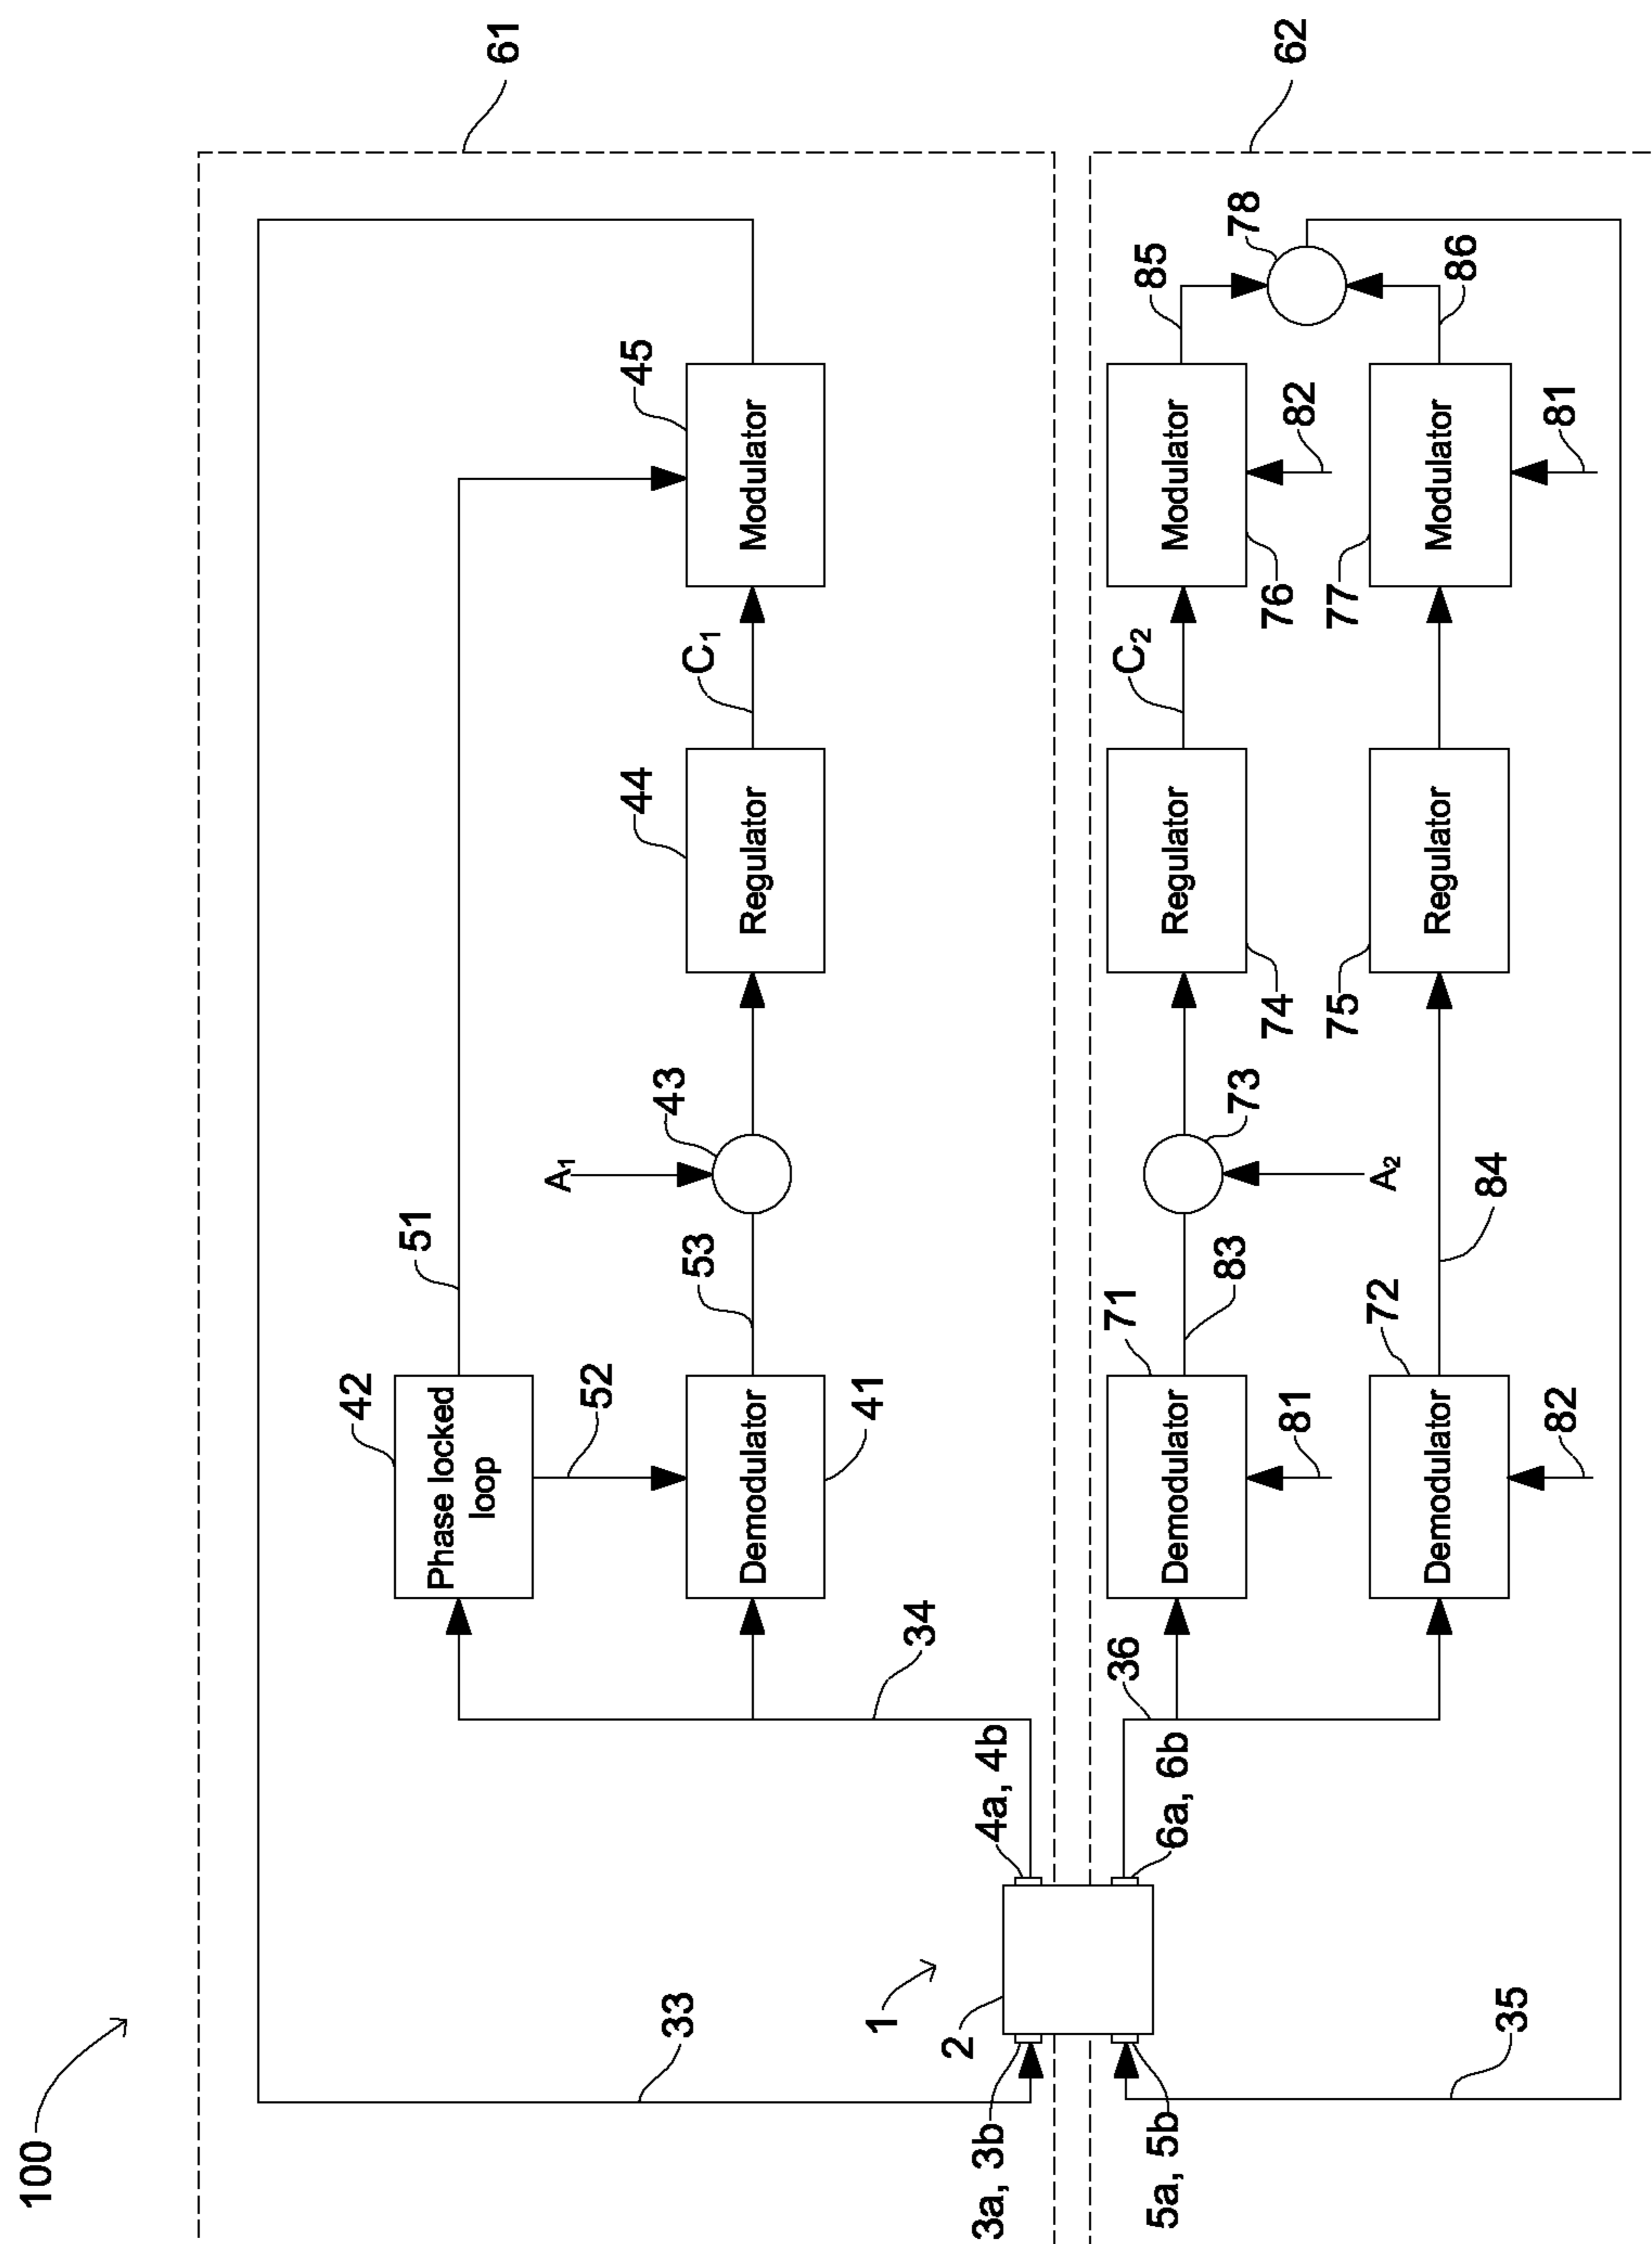 100
61
33
51
42
Phase locked
loop
52
A1
43
53
Demodulator
41
44
Regulator
C1
45
Modulator
34
1
2
3a, 3b
4a, 4b
62
5a, 5b
6a, 6b
36
35
71
Demodulator
81
83
73
A2
Regulator
74
C2
Modulator
76
82
85
78
72
Demodulator
82
84
75
Regulator
77
Modulator
81
86